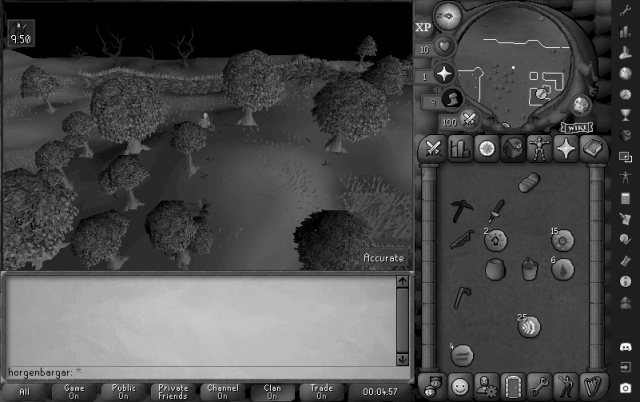 9:50
XP
10
1
100
WIKI
2
15
6
25
4
Accurate
horgenbargar: *
All
Game
On
Public
On
Private
Friends
Channel
On
Clan
On
Trade
On
00:04:57